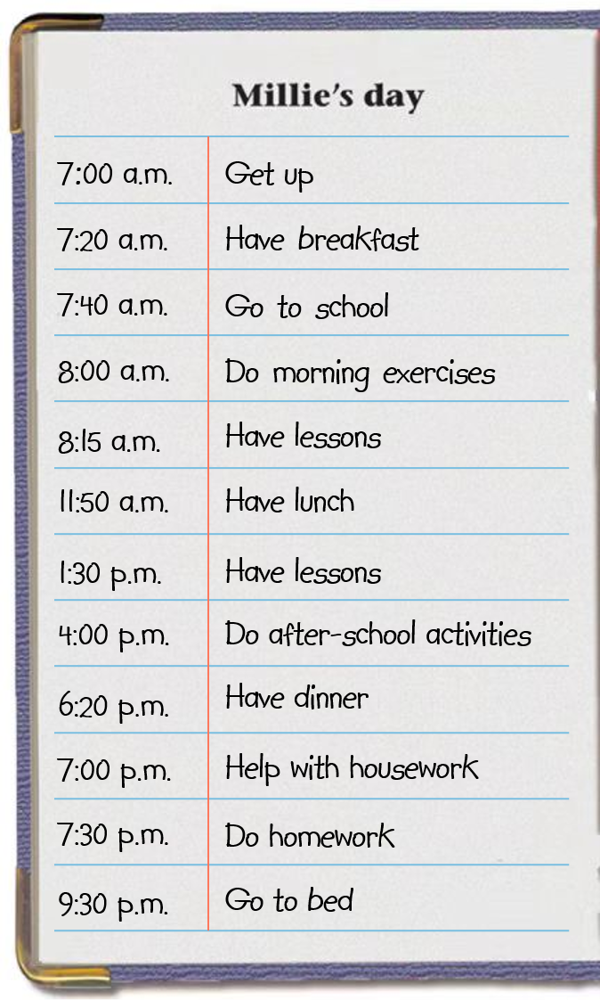 Millie's day
7:00 a.m. Get up
7:20 a.m. Have breakfast
7:40 a.m. Go to school
8:00 a.m. Do morning exercises
8:15 a.m. Have lessons
11:50 a.m. Have lunch
1:30 p.m. Have lessons
4:00 p.m. Do after-school activities
6:20 p.m. Have dinner
7:00 p.m. Help with housework
7:30 p.m. Do homework
9:30 p.m. Go to bed